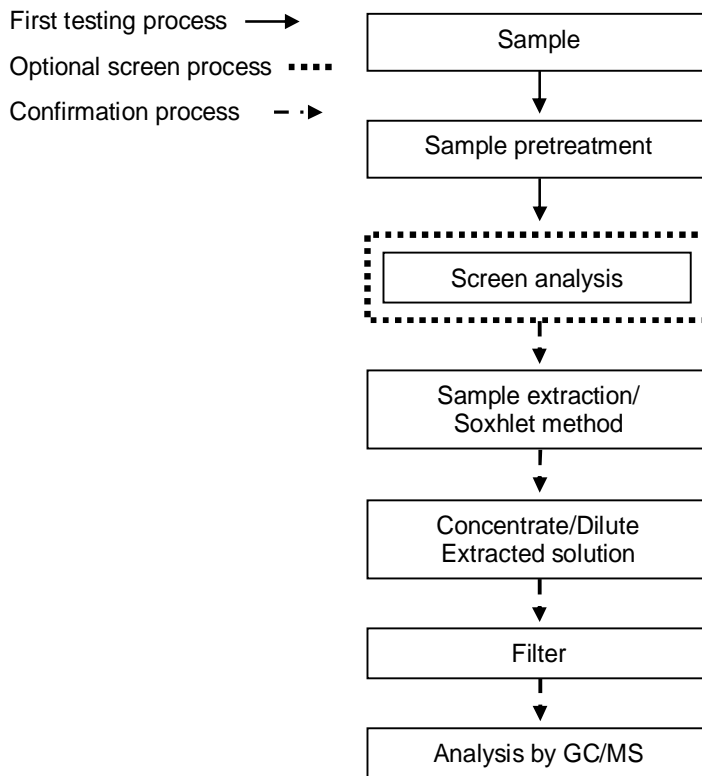 First testing process
Optional screen process
Confirmation process
Sample
Sample pretreatment
Screen analysis
Sample extraction/
Soxhlet method
Concentrate/Dilute
Extracted solution
Filter
Analysis by GC/MS